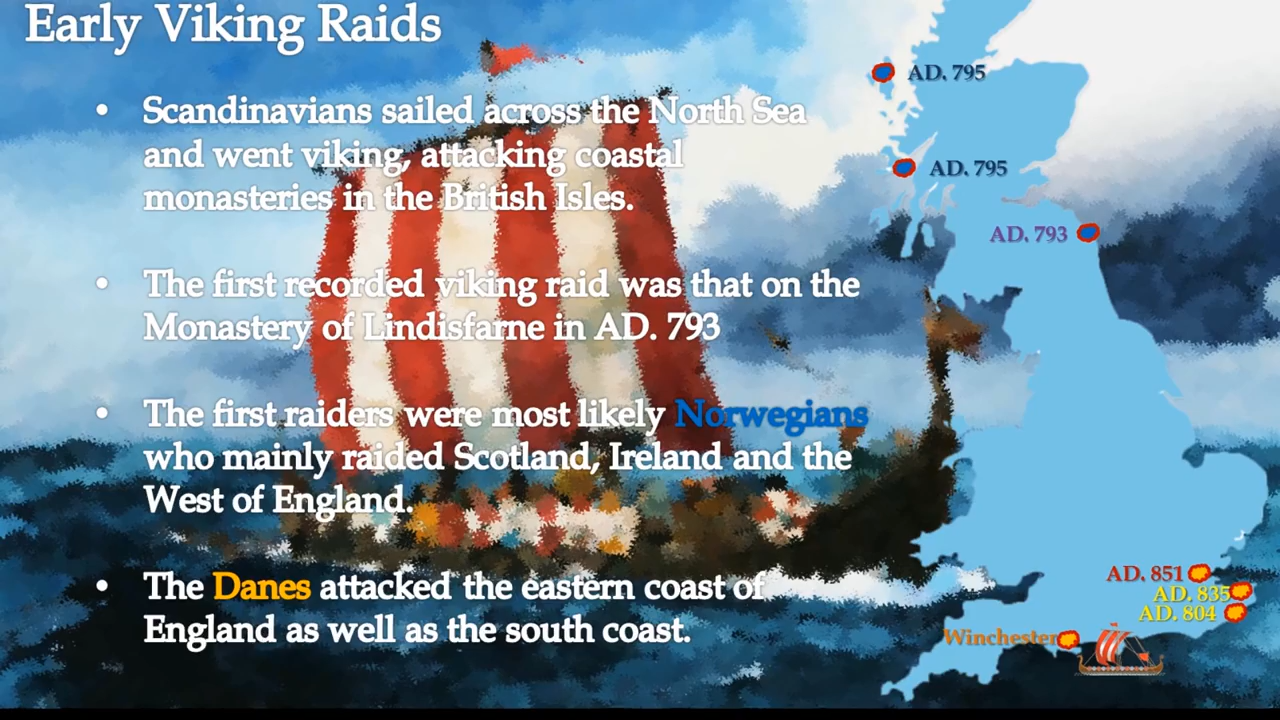 Early Viking Raids
• Scandinavians sailed across the North Sea
and went viking, attacking coastal
monasteries in the British Isles.
• The first recorded viking raid was that on the
Monastery of Lindisfarne in AD. 793
• The first raiders were most likely Norwegians
who mainly raided Scotland, Ireland and the
West of England.
• The Danes attacked the eastern coast of
England as well as the south coast.
AD. 795
AD. 795
AD. 793
AD. 851
AD. 835
AD. 804
Winchester